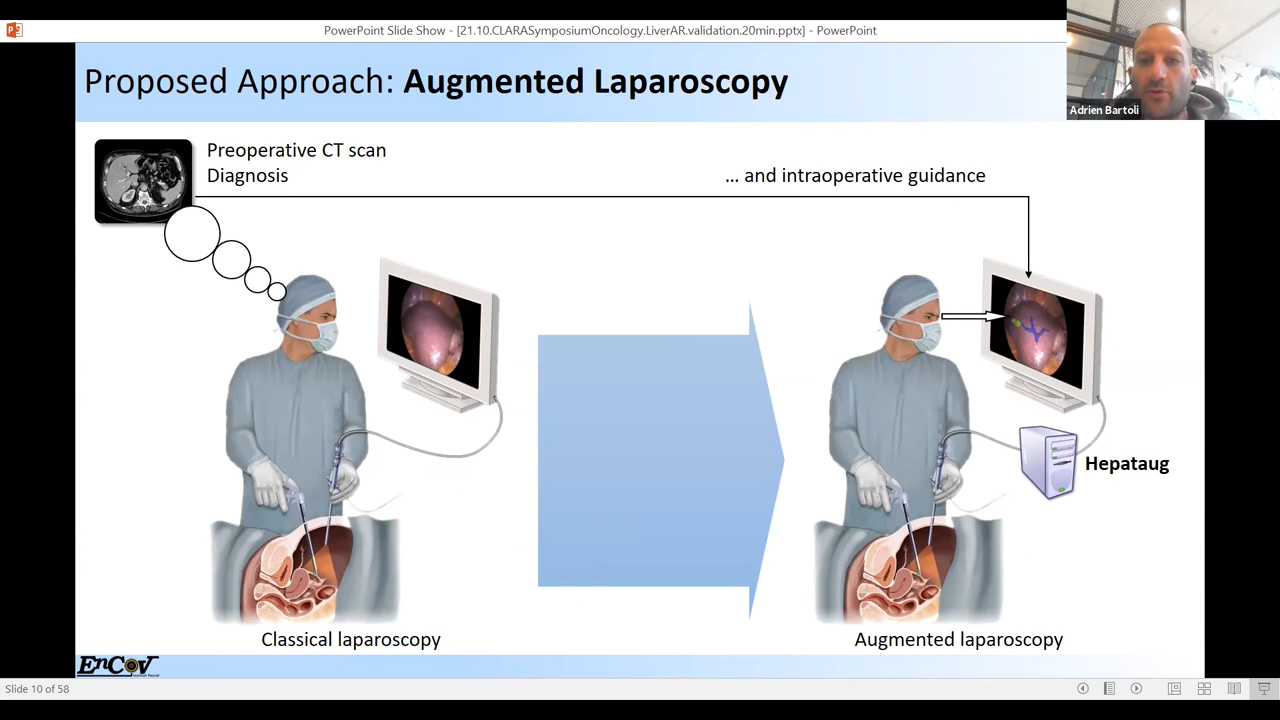 PowerPoint Slide Show - [21.10.CLARASymposiumOncology.LiverAR.validation.20min.pptx] - PowerPoint
Proposed Approach: Augmented Laparoscopy
Adrien Bartoli
Preoperative CT scan
Diagnosis
... and intraoperative guidance
Hepataug
Classical laparoscopy
Augmented laparoscopy
EnCoV
Slide 10 of 58